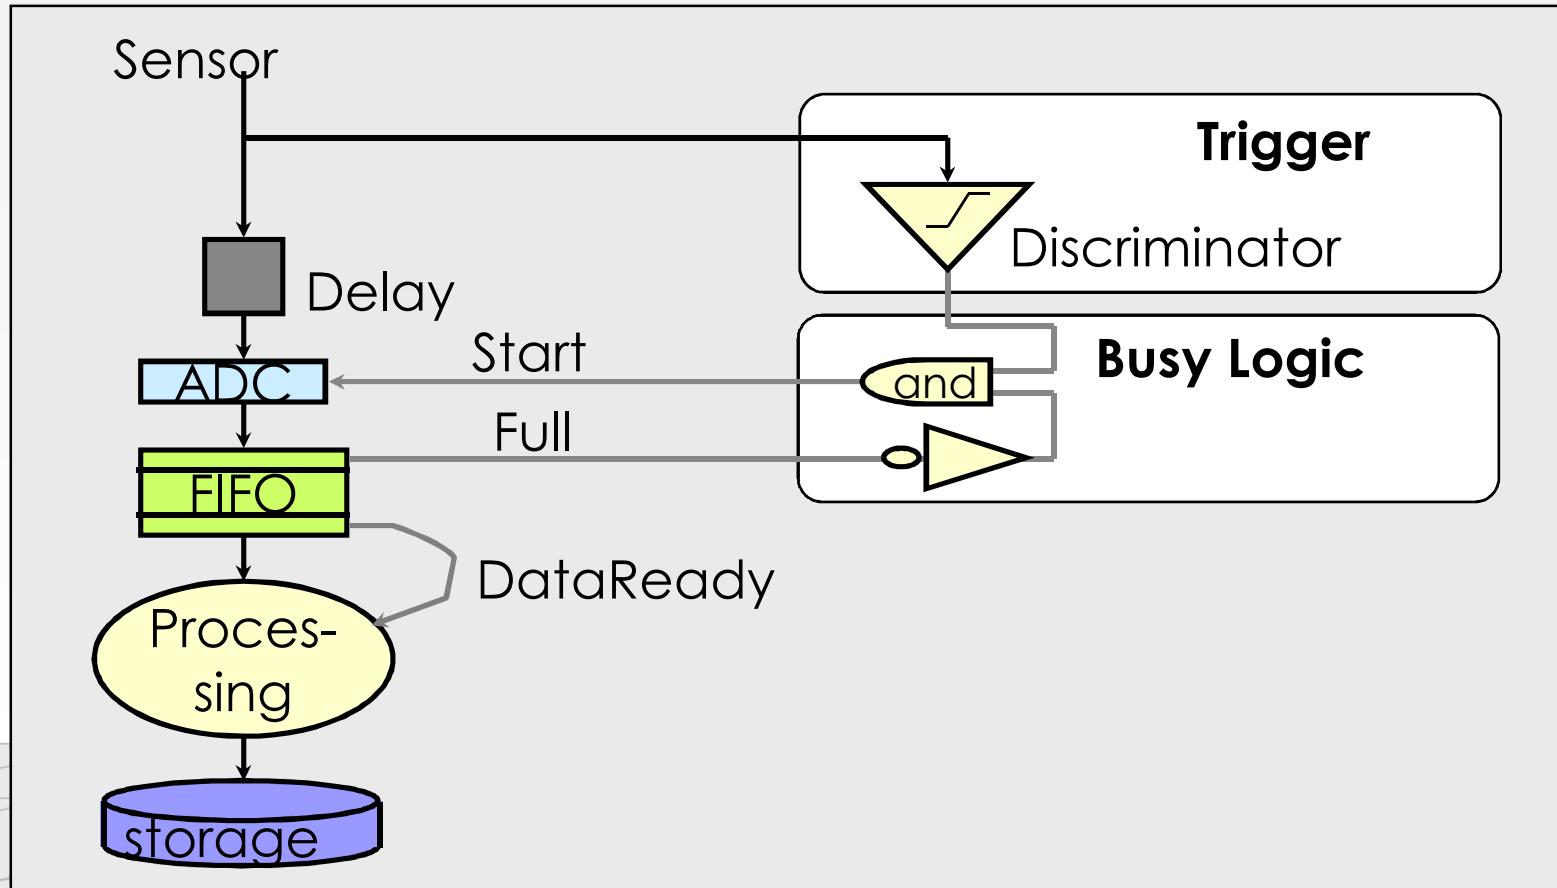 Sensor
Trigger
Discriminator
Delay
Start
Busy Logic
ADC
and
Full
FIFO
DataReady
Proces-
sing
storage